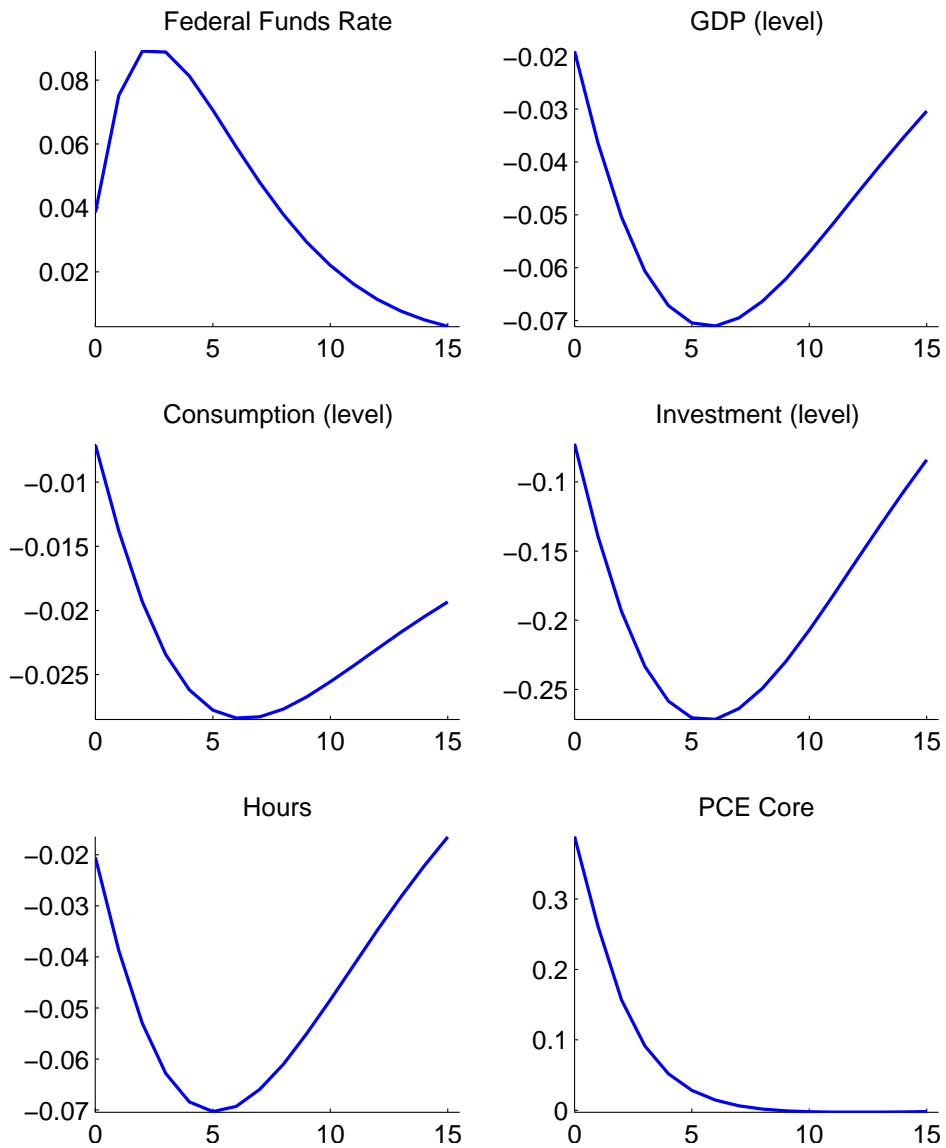 Federal Funds Rate
0.08
0.06
0.04
0.02
0 5 10 15
GDP (level)
−0.02
−0.03
−0.04
−0.05
−0.06
−0.07
0 5 10 15
Consumption (level)
−0.01
−0.015
−0.02
−0.025
0 5 10 15
Investment (level)
−0.1
−0.15
−0.2
−0.25
0 5 10 15
Hours
−0.02
−0.03
−0.04
−0.05
−0.06
−0.07
0 5 10 15
PCE Core
0.3
0.2
0.1
0
0 5 10 15